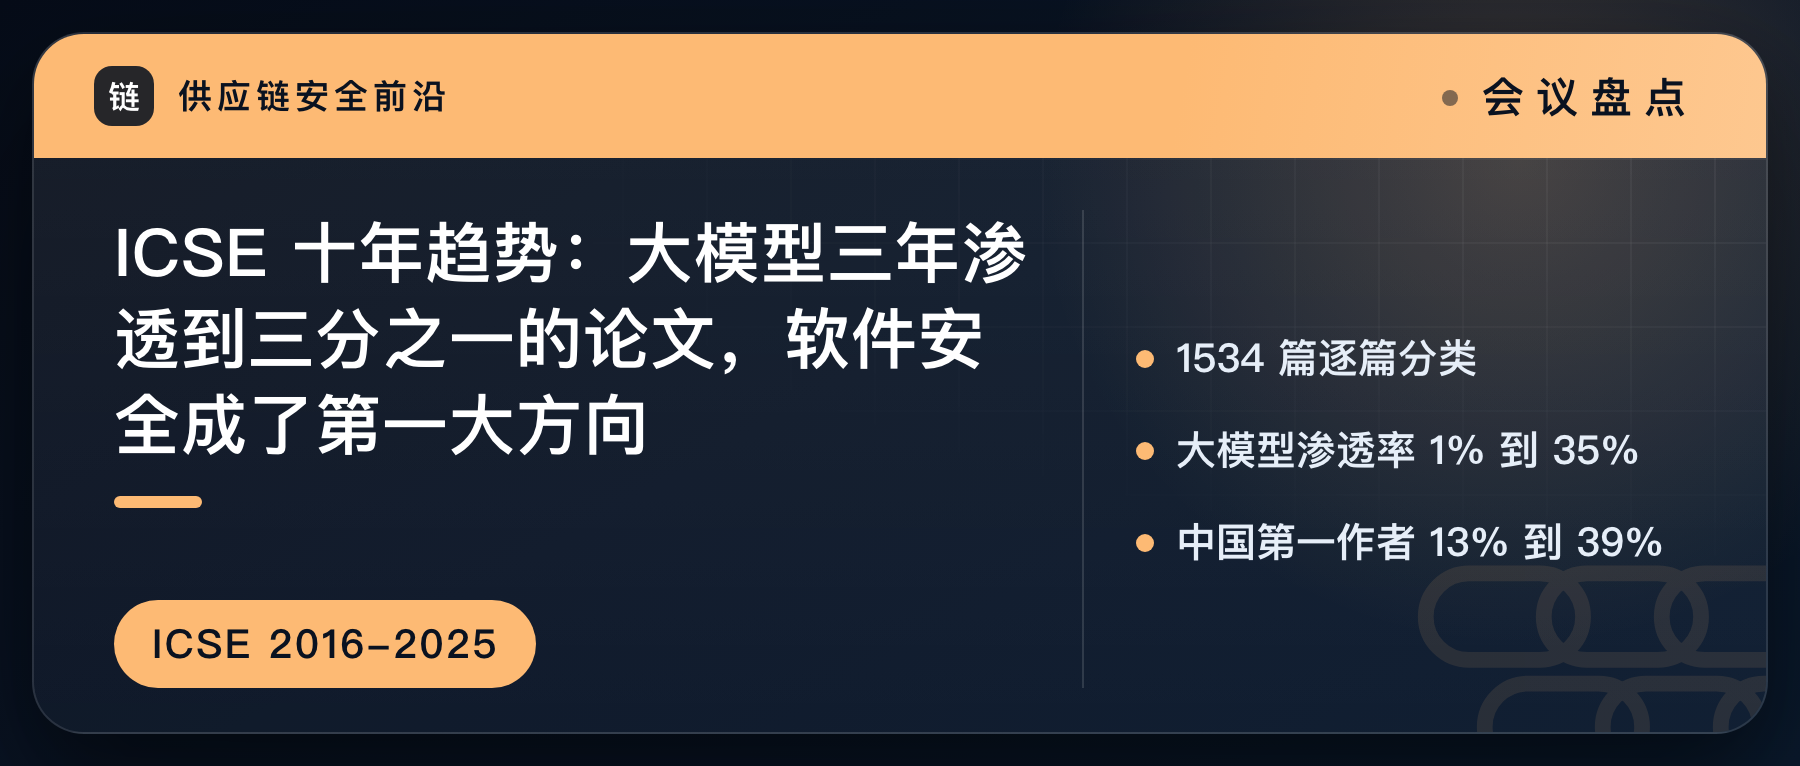 链 供应链安全前沿
会议盘点
ICSE 十年趋势：大模型三年渗
透到三分之一的论文，软件安
全成了第一大方向
ICSE 2016–2025
1534 篇逐篇分类
大模型渗透率 1% 到 35%
中国第一作者 13% 到 39%